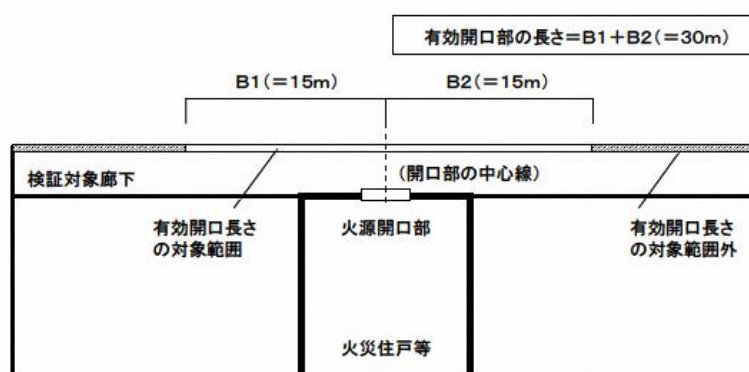 有効開口部の長さ=B1+B2(=30m)
B1(=15m)
B2(=15m)
検証対象廊下
(開口部の中心線)
有効開口長さ
の対象範囲
火源開口部
有効開口長さ
の対象範囲外
火災住戸等